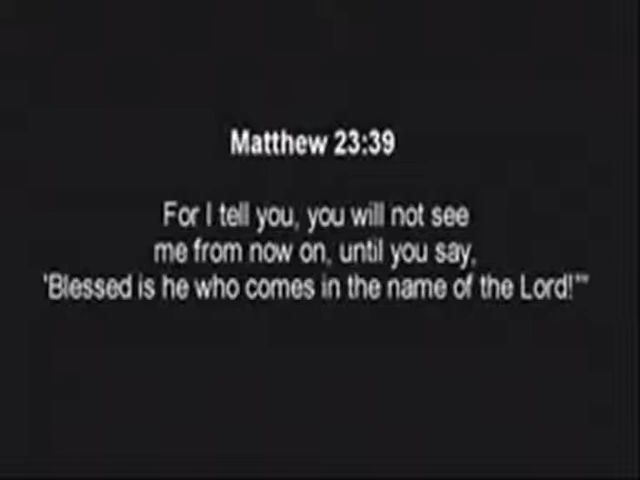 Matthew 23:39
For I tell you, you will not see
me from now on, until you say,
'Blessed is he who comes in the name of the Lord!'"